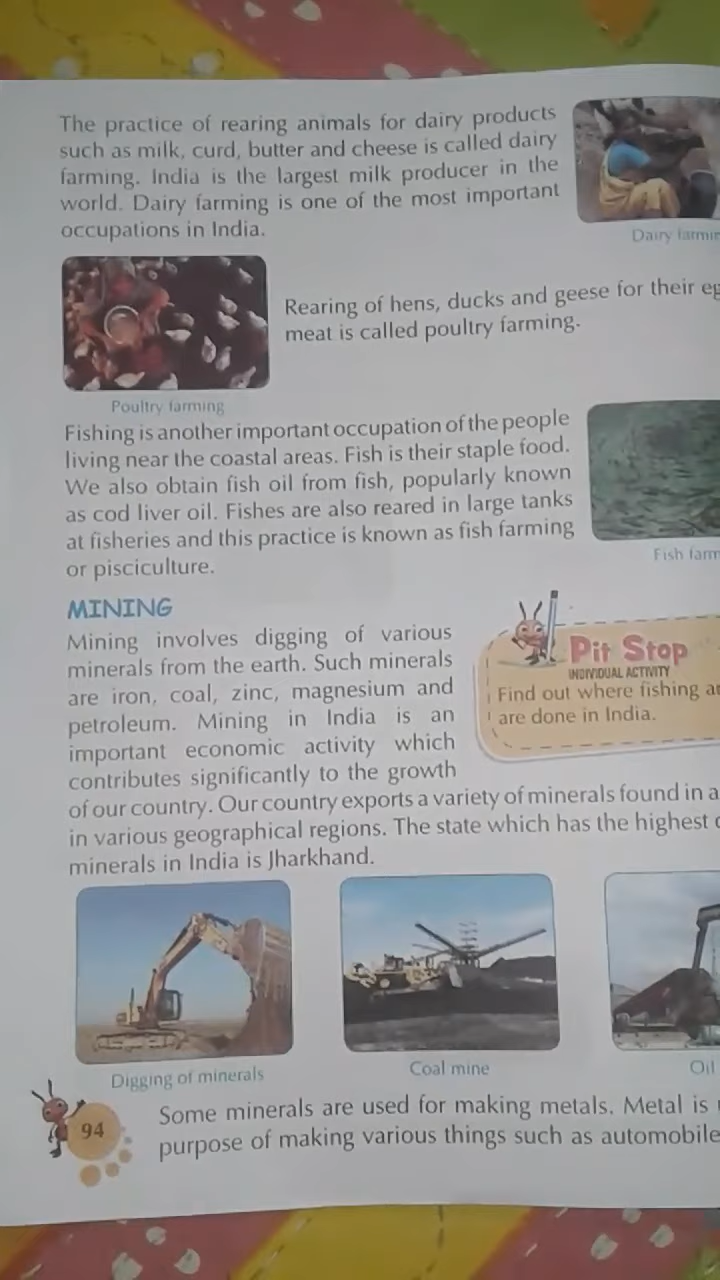 The practice of rearing animals for dairy products
such as milk, curd, butter and cheese is called dairy
farming. India is the largest milk producer in the
world. Dairy farming is one of the most important
occupations in India.
Dairy
Rearing of hens, ducks and geese for their
meat is called poultry farming.
Poultry farming
Fishing is another important occupation of the people
living near the coastal areas. Fish is their staple food.
We also obtain fish oil from fish, popularly known
as cod liver oil. Fishes are also reared in large tanks
at fisheries and this practice is known as fish farming
or pisciculture.
Fish farm
MINING
Mining involves digging of various
minerals from the earth. Such minerals
are iron, coal, zinc, magnesium and
petroleum. Mining in India is an
important economic activity which
contributes significantly to the growth
of our country. Our country exports a variety of minerals found in
in various geographical regions. The state which has the highest
minerals in India is Jharkhand.
Pit Stop
INDIVIDUAL ACTIVITY
Find out where fishing
are done in India.
Digging of minerals
Coal mine
Oil
Some minerals are used for making metals. Metal is
purpose of making various things such as automobile
94